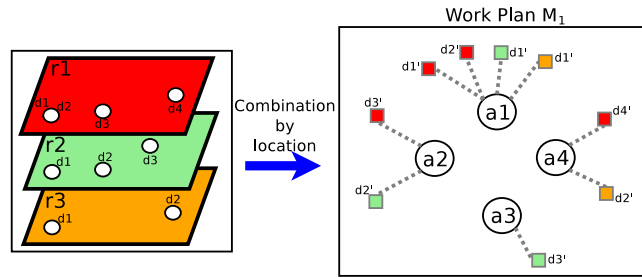 Work Plan M1
r1
d1 d2
d3
d4
r2
d1
d2
d3
r3
d1
d2
Combination
by
location
d1'
d2'
d1'
d1'
a1
d3'
a2
d2'
d4'
a4
d2'
a3
d3'